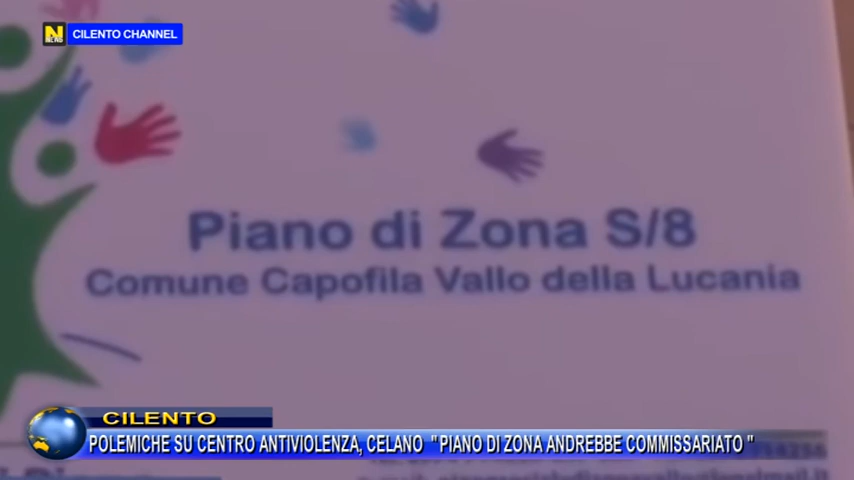 N
NEWS
CILENTO CHANNEL
Piano di Zona S/8
Comune Capofila Vallo della Lucania
CILENTO
POLEMICHE SU CENTRO ANTIVIOLENZA, CELANO "PIANO DI ZONA ANDREBBE COMMISSARIATO "